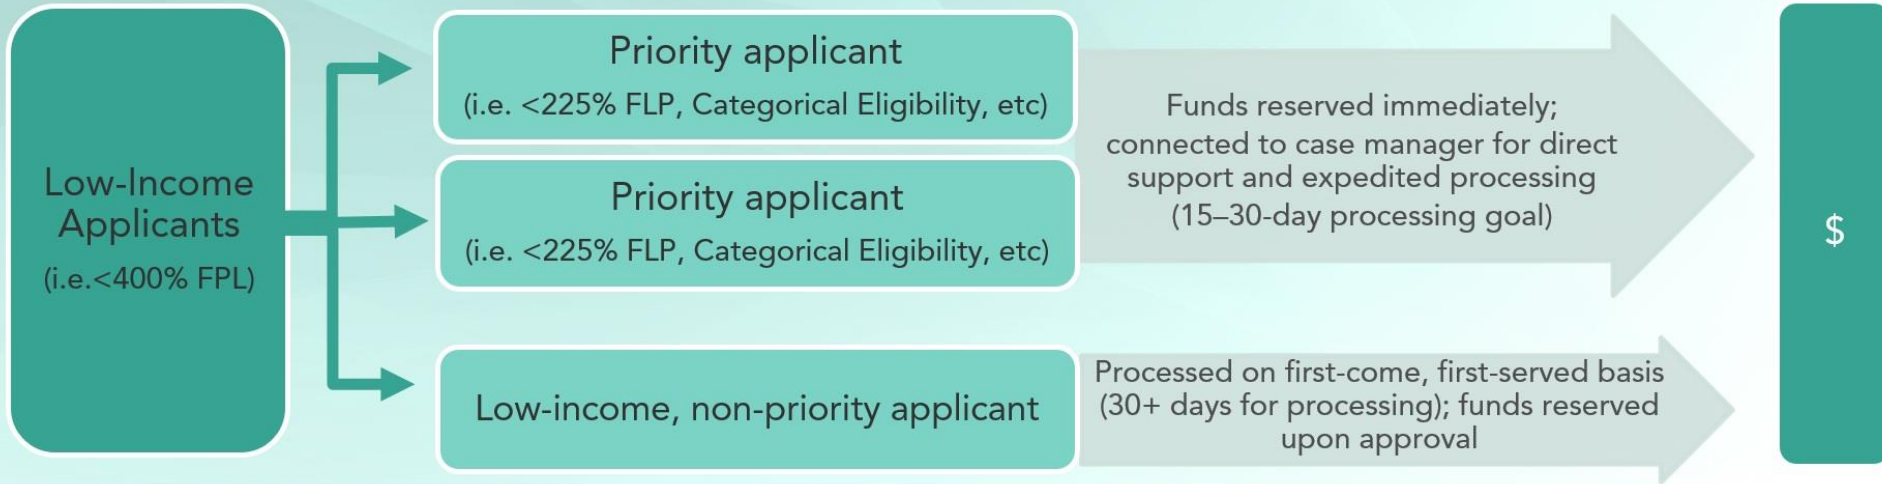 Low-Income
Applicants
(i.e.<400% FPL)
Priority applicant
(i.e. <225% FLP, Categorical Eligibility, etc)
Priority applicant
(i.e. <225% FLP, Categorical Eligibility, etc)
Low-income, non-priority applicant
Funds reserved immediately;
connected to case manager for direct
support and expedited processing
(15–30-day processing goal)
Processed on first-come, first-served basis
(30+ days for processing); funds reserved
upon approval
$